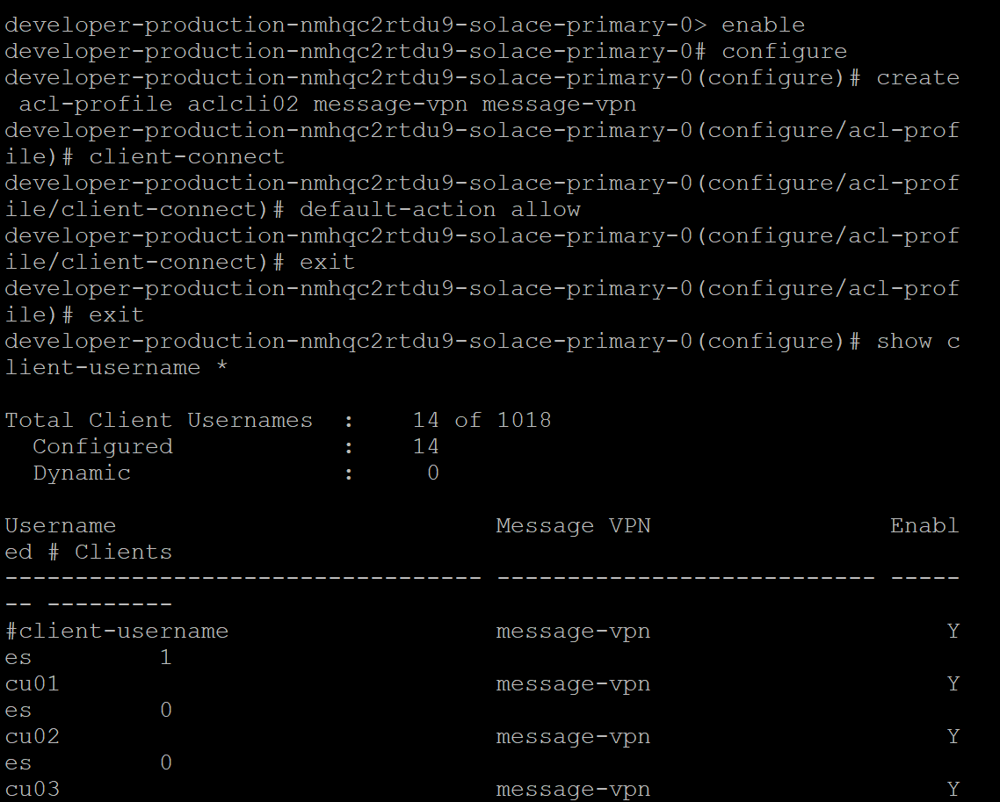 developer-production-nmhqc2rtdu9-solace-primary-0> enable
developer-production-nmhqc2rtdu9-solace-primary-0# configure
developer-production-nmhqc2rtdu9-solace-primary-0(configure)# create
 acl-profile aclcli02 message-vpn message-vpn
developer-production-nmhqc2rtdu9-solace-primary-0(configure/acl-prof
ile)# client-connect
developer-production-nmhqc2rtdu9-solace-primary-0(configure/acl-prof
ile/client-connect)# default-action allow
developer-production-nmhqc2rtdu9-solace-primary-0(configure/acl-prof
ile/client-connect)# exit
developer-production-nmhqc2rtdu9-solace-primary-0(configure/acl-prof
ile)# exit
developer-production-nmhqc2rtdu9-solace-primary-0(configure)# show c
lient-username *

Total Client Usernames  :     14 of 1018
  Configured            :     14
  Dynamic               :      0

Username                           Message VPN                 Enabl
ed # Clients
---------------------------------- --------------------------- -----
-- ---------
#client-username                   message-vpn                     Y
es         1
cu01                               message-vpn                     Y
es         0
cu02                               message-vpn                     Y
es         0
cu03                               message-vpn                     Y